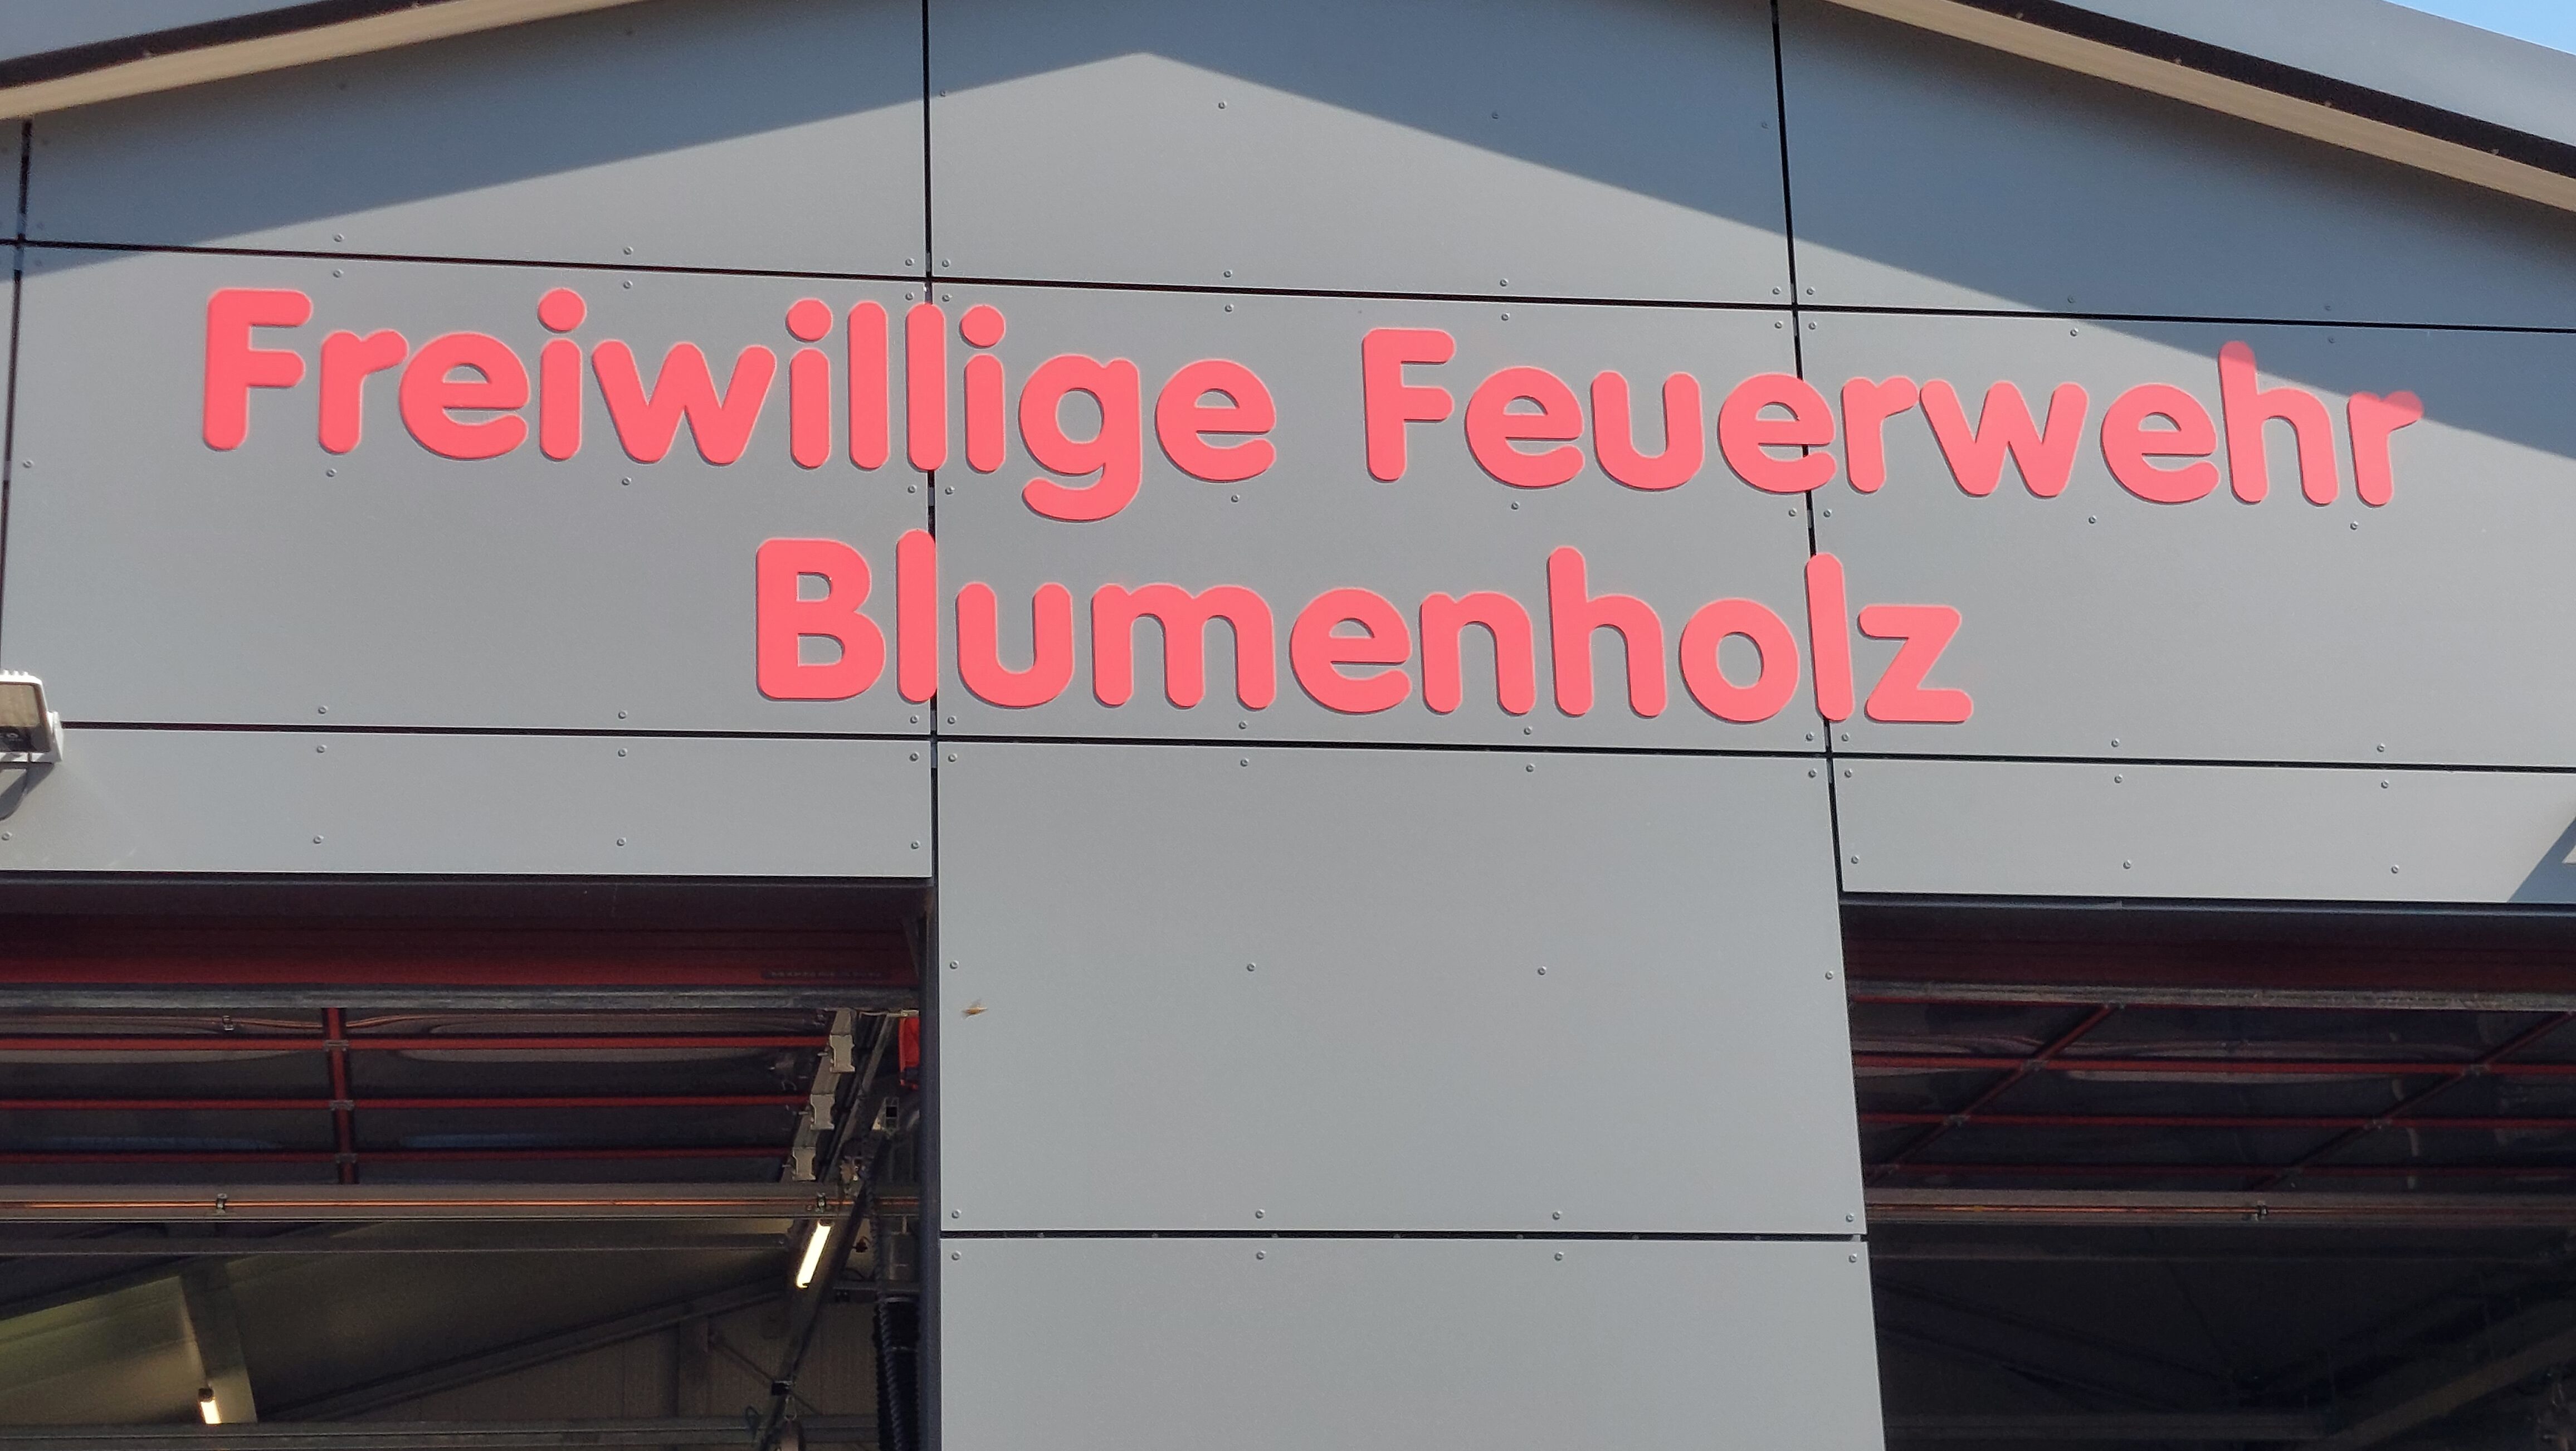 Freiwillige Feuerwehr
Blumenholz